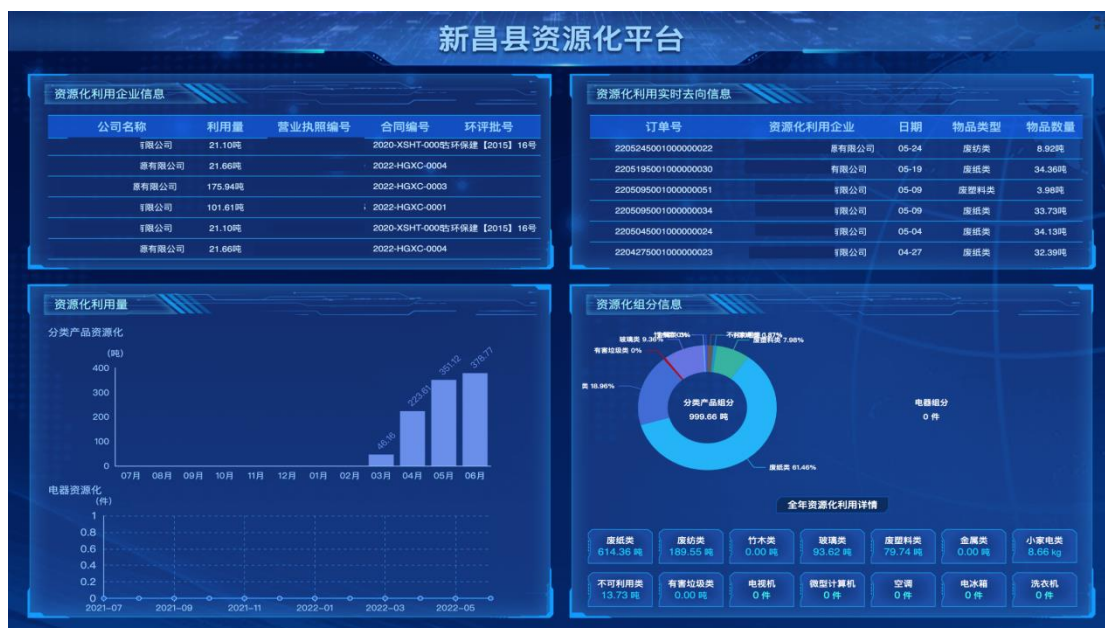 新昌县资源化平台
资源化利用企业信息
公司名称 利用量 营业执照编号 合同编号 环评批号
限公司 21.10吨 2020-XSHT-0005 环保建【2015】16号
源有限公司 21.66吨 2022-HGXC-0004
源有限公司 175.94吨 2022-HGXC-0003
限公司 101.61吨 2022-HGXC-0001
限公司 21.10吨 2020-XSHT-0005 环保建【2015】16号
源有限公司 21.66吨 2022-HGXC-0004
资源化利用实时去向信息
订单号 资源化利用企业 日期 物品类型 物品数量
2205245001000000022 有限公司 05-24 废纺类 8.92吨
2205195001000000030 有限公司 05-19 废纸类 34.36吨
2205095001000000051 限公司 05-09 废塑料类 3.98吨
2205095001000000034 限公司 05-09 废纸类 33.73吨
2205045001000000024 限公司 05-04 废纸类 34.13吨
2204275001000000023 限公司 04-27 废纸类 32.39吨
资源化利用量
分类产品资源化
(吨)
400
300
200
100
0
46.16 223.61 351.12 378.77
07月 08月 09月 10月 11月 12月 01月 02月 03月 04月 05月 06月
电器资源化
(件)
1
0.8
0.6
0.4
0.2
0
2021-07 2021-09 2021-11 2022-01 2022-03 2022-05
资源化组分信息
玻璃类 9.36%
废塑料类 7.98%
有害垃圾类 0%
类 18.96%
分类产品组分
999.66 吨
废纸类 61.46%
电器组分
0 件
全年资源化利用详情
废纸类 废纺类 竹木类 玻璃类 废塑料类 金属类 小家电类
614.36 吨 189.55 吨 0.00 吨 93.62 吨 79.74 吨 0.00 吨 8.66 kg
不可利用类 有害垃圾类 电视机 微型计算机 空调 电冰箱 洗衣机
13.73 吨 0.00 吨 0 件 0 件 0 件 0 件 0 件